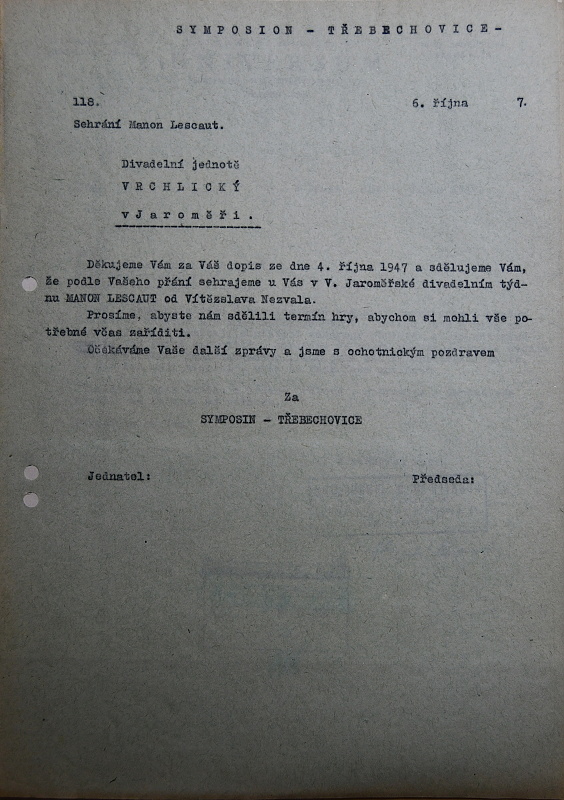 SYMPOSION – TŘEBECHOVICE –
118. 6. října 7.
Sehrání Manon Lescaut.
Divadelní jednotě
VRCHLICKÝ
v Jaroměři.
Děkujeme Vám za Váš dopis ze dne 4. října 1947 a sdělujeme Vám,
že podle Vašeho přání sehrajeme u Vás v V. Jaroměřské divadelním týd-
nu MANON LESCAUT od Vítězslava Nezvala.
Prosíme, abyste nám sdělili termín hry, abychom si mohli vše po-
třebné včas zaříditi.
Očekáváme Vaše další zprávy a jsme s ochotnickým pozdravem
Za
SYMPOSIN – TŘEBECHOVICE
Jednatel: Předseda: